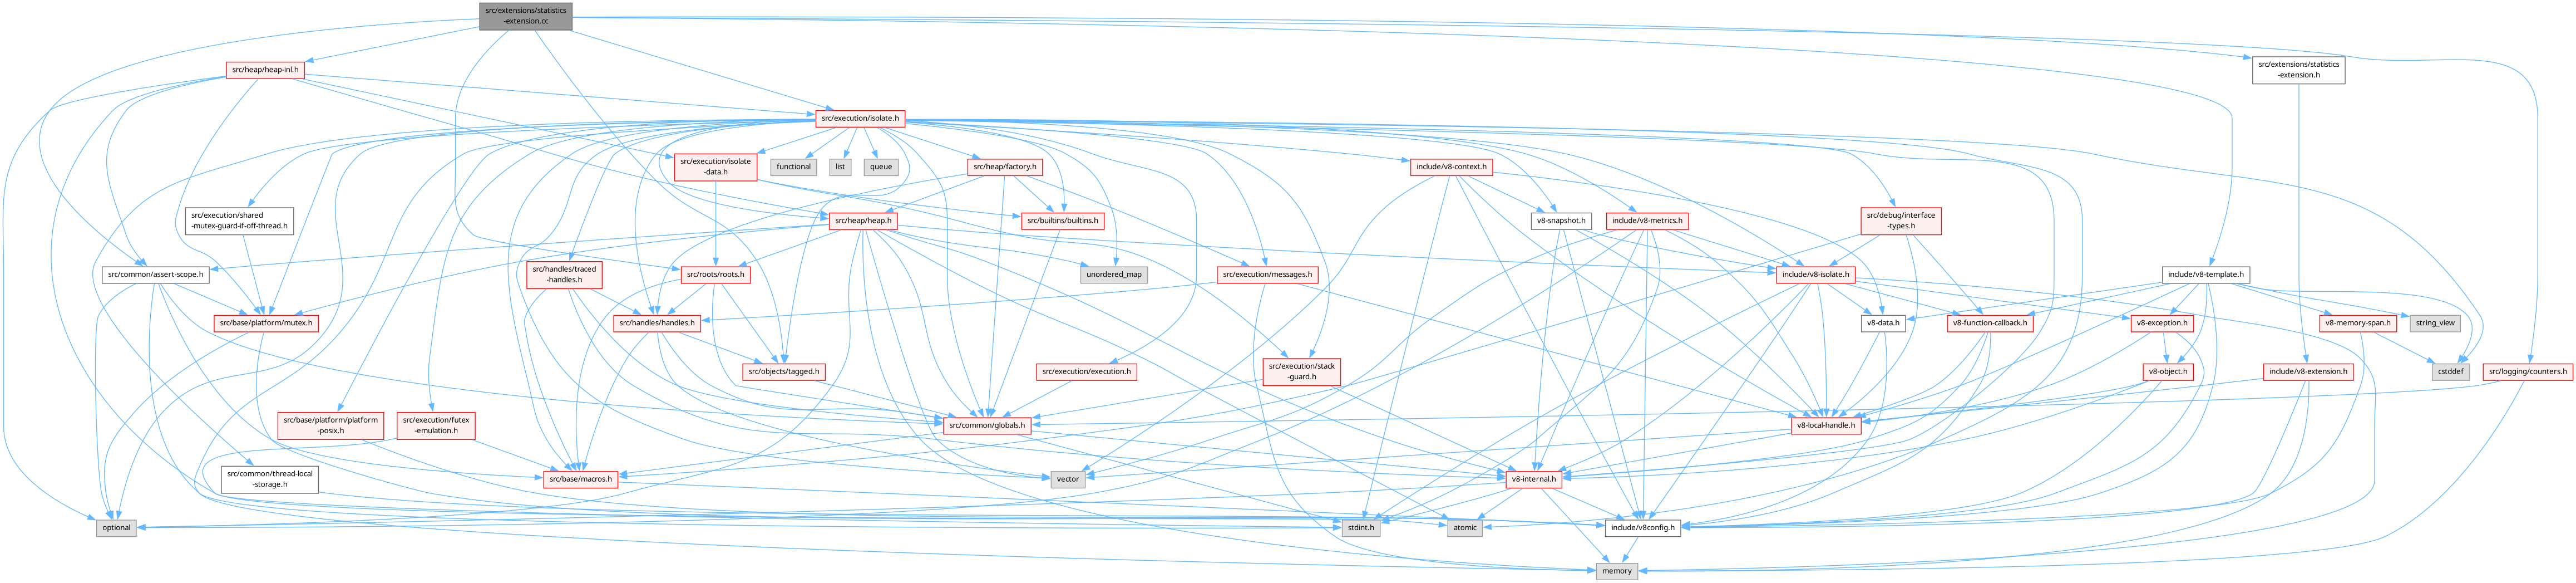 src/extensions/statistics
-extension.cc
src/heap/heap-inl.h
src/extensions/statistics
-extension.h
src/execution/isolate.h
src/execution/isolate
-data.h
functional
list
queue
src/heap/factory.h
include/v8-context.h
include/v8-template.h
src/execution/shared
-mutex-guard-if-off-thread.h
src/heap/heap.h
src/builtins/builtins.h
v8-snapshot.h
include/v8-metrics.h
src/debug/interface
-types.h
src/common/assert-scope.h
src/handles/traced
-handles.h
src/roots/roots.h
unordered_map
src/execution/messages.h
include/v8-isolate.h
src/base/platform/mutex.h
src/handles/handles.h
v8-data.h
v8-function-callback.h
v8-exception.h
v8-memory-span.h
string_view
src/objects/tagged.h
src/execution/execution.h
src/execution/stack
-guard.h
v8-object.h
include/v8-extension.h
cstddef
src/logging/counters.h
src/base/platform/platform
-posix.h
src/execution/futex
-emulation.h
src/common/globals.h
v8-local-handle.h
src/common/thread-local
-storage.h
src/base/macros.h
vector
v8-internal.h
optional
stdint.h
atomic
include/v8config.h
memory